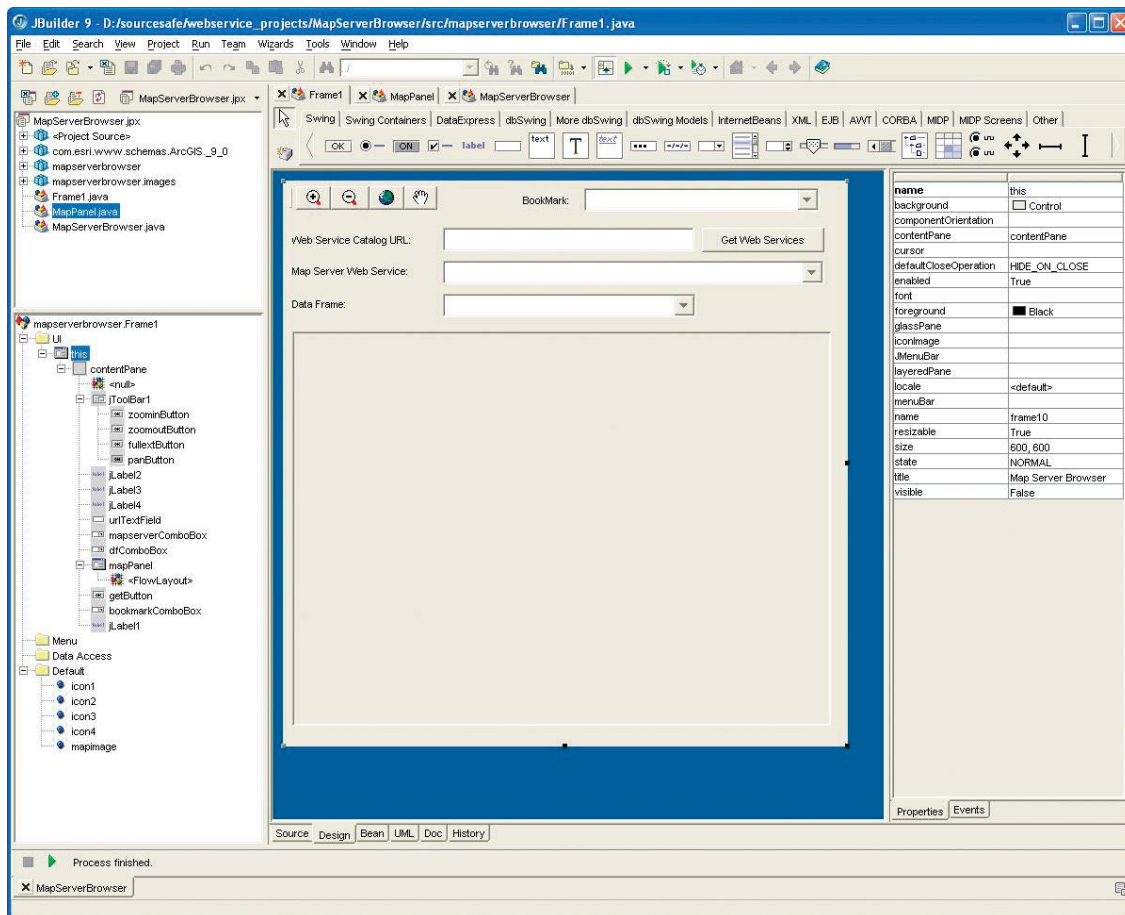 JBuilder 9 - D:/sourcesafe/webservice_projects/MapServerBrowser/src/mapserverbrowser/Frame1.java
File Edit Search View Project Run Team Wizards Tools Window Help
MapServerBrowser.jpx
Frame1 MapPanel MapServerBrowser
Swing Swing Containers DataExpress dbSwing More dbSwing dbSwing Models InternetBeans XML EJB AWT CORBA MIDP MIDP Screens Other
OK ON label text T text
MapServerBrowser.jpx
<Project Source>
com.esri.www.schemas.ArcGIS._9_0
mapserverbrowser
mapserverbrowser.images
Frame1.java
MapPanel.java
MapServerBrowser.java
mapserverbrowser.Frame1
UI
this
contentPane
<null>
jToolBar1
zoominButton
zoomoutButton
fullextButton
panButton
jLabel2
jLabel3
jLabel4
urlTextField
mapserverComboBox
dfComboBox
mapPanel
<FlowLayout>
getButton
bookmarkComboBox
jLabel1
Menu
Data Access
Default
icon1
icon2
icon3
icon4
mapimage
BookMark:
Web Service Catalog URL:
Get Web Services
Map Server Web Service:
Data Frame:
name this
background Control
componentOrientation
contentPane contentPane
cursor
defaultCloseOperation HIDE_ON_CLOSE
enabled True
font
foreground Black
glassPane
iconImage
JMenuBar
layeredPane
locale <default>
menuBar
name frame10
resizable True
size 600, 600
state NORMAL
title Map Server Browser
visible False
Properties Events
Source Design Bean UML Doc History
Process finished.
MapServerBrowser